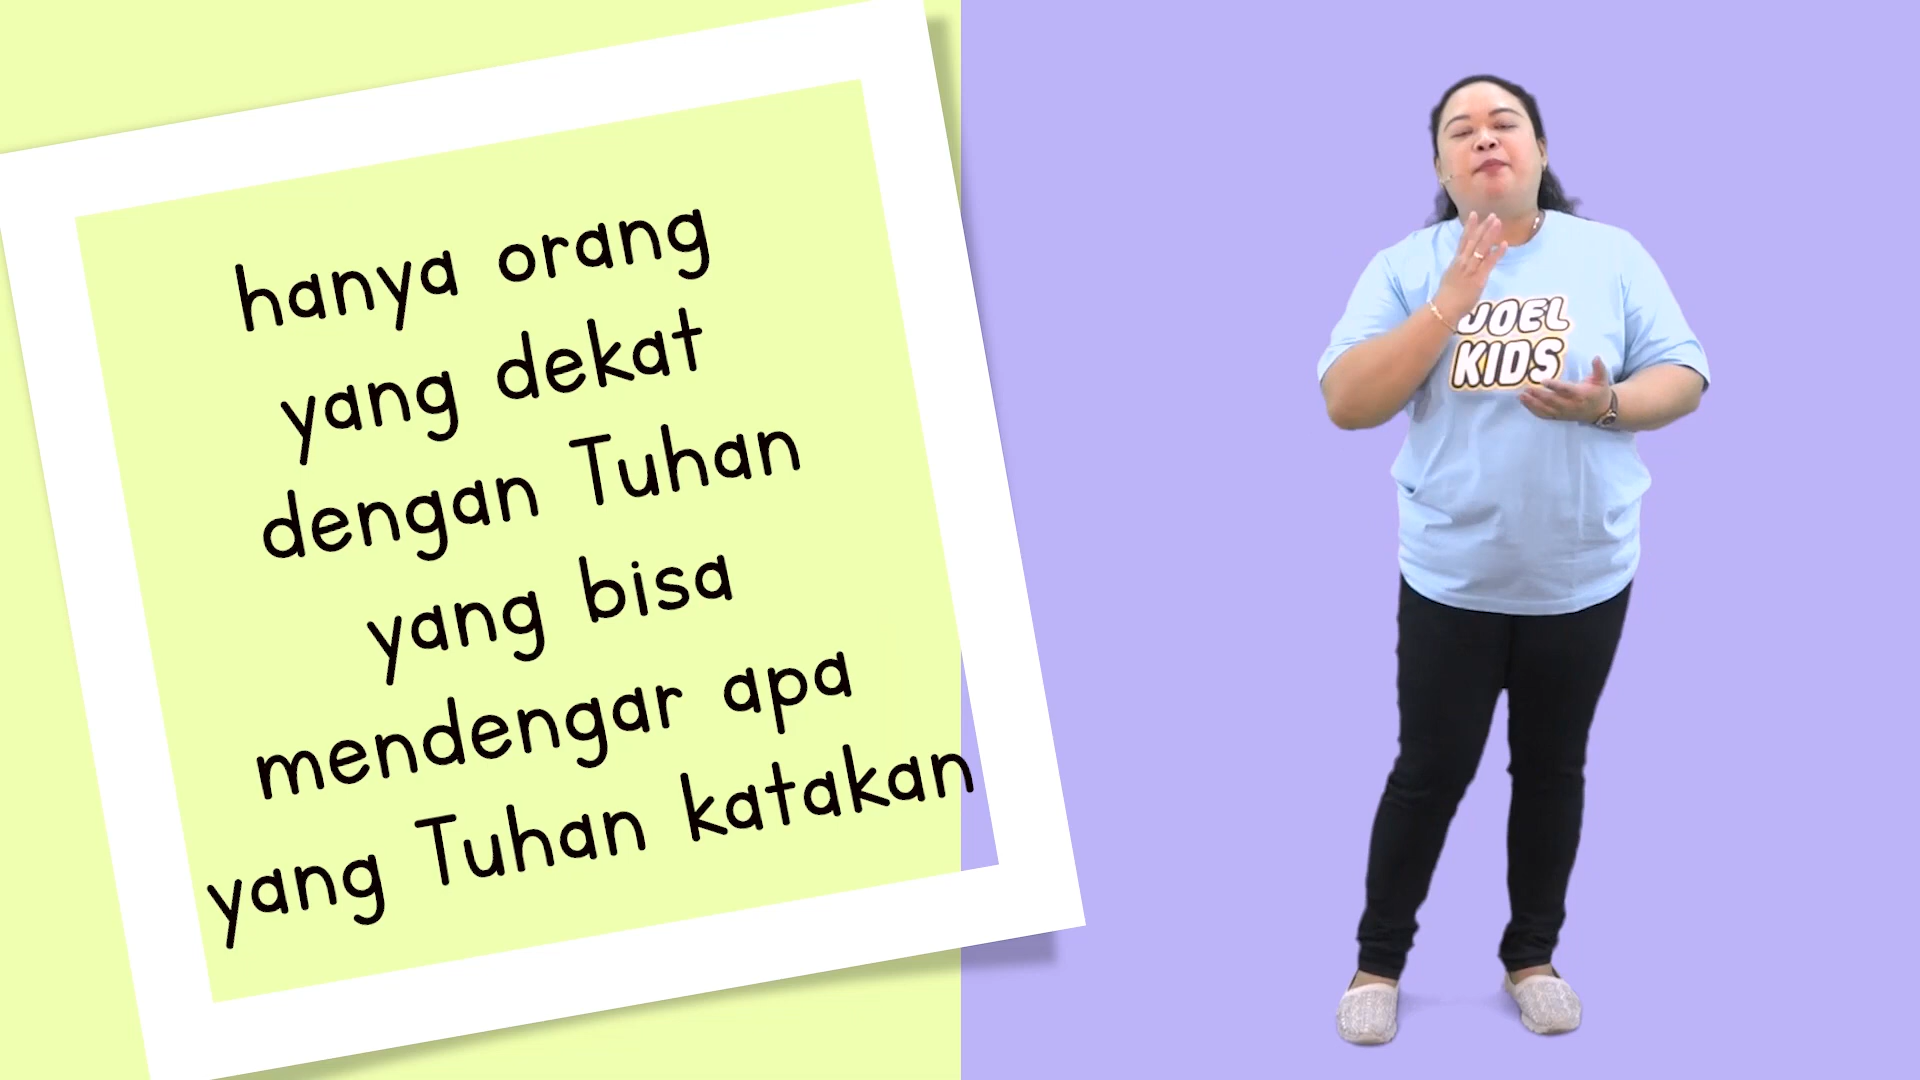 hanya orang
yang dekat
dengan Tuhan
yang bisa
mendengar apa
yang Tuhan katakan
JOEL
KIDS